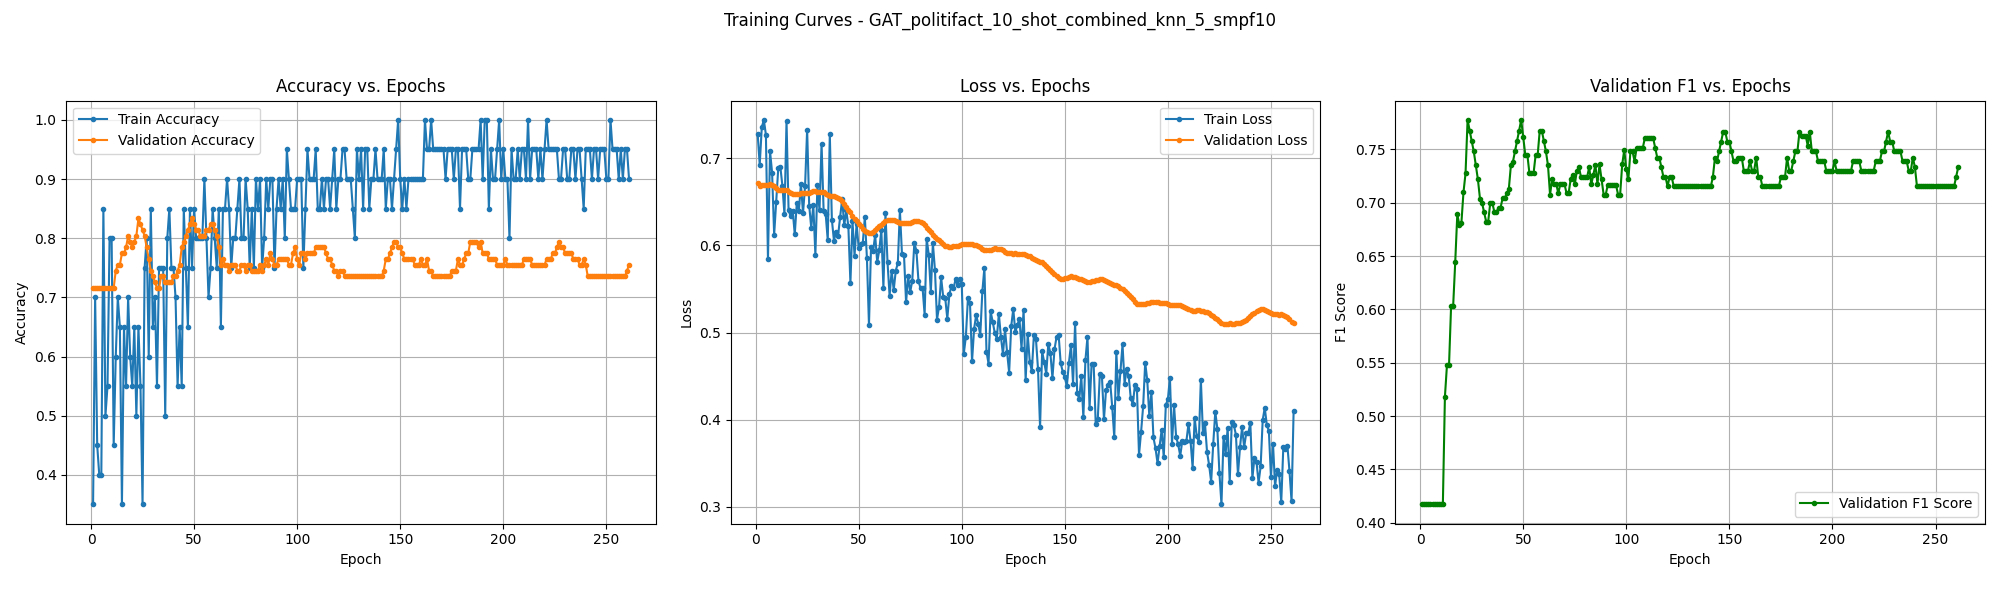 Training Curves - GAT_politifact_10_shot_combined_knn_5_smpf10
Accuracy vs. Epochs
Train Accuracy
Validation Accuracy
Accuracy
1.0
0.9
0.8
0.7
0.6
0.5
0.4
0 50 100 150 200 250
Epoch
Loss vs. Epochs
Train Loss
Validation Loss
Loss
0.7
0.6
0.5
0.4
0.3
0 50 100 150 200 250
Epoch
Validation F1 vs. Epochs
Validation F1 Score
F1 Score
0.75
0.70
0.65
0.60
0.55
0.50
0.45
0.40
0 50 100 150 200 250
Epoch